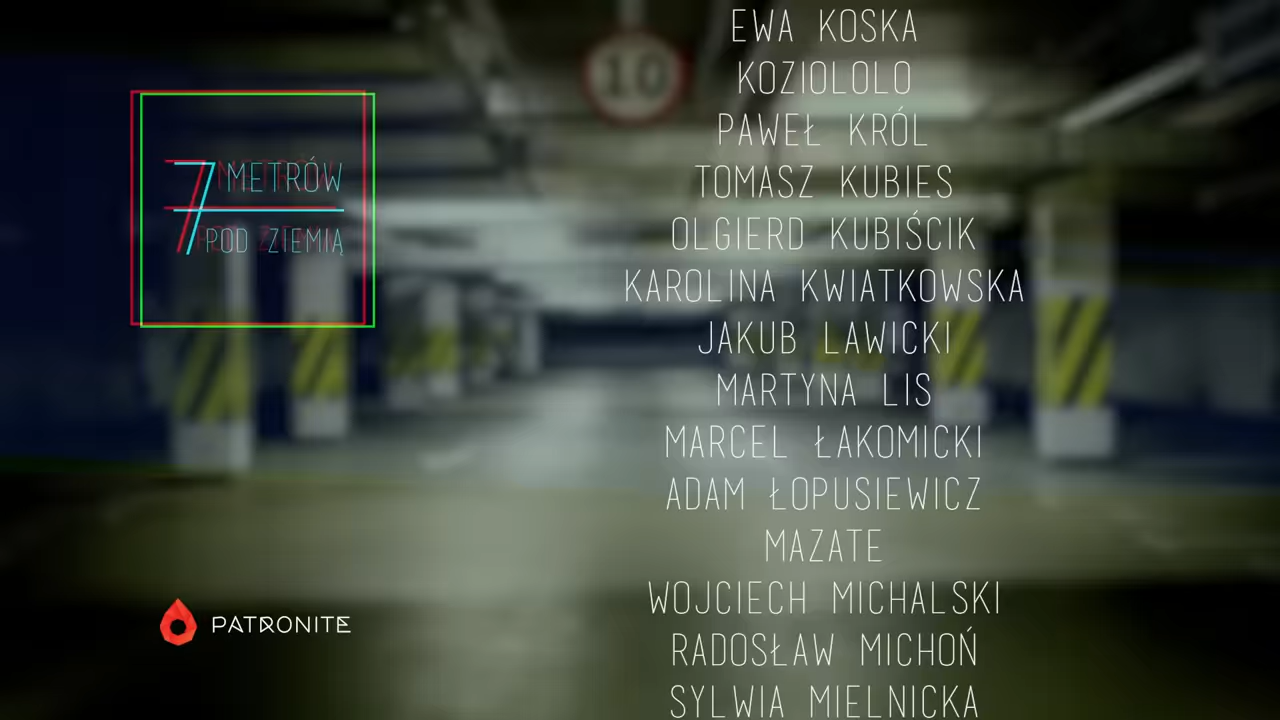 7 METRÓW
POD ZIEMIĄ
PATRONITE
10
EWA KOSKA
KOZIOLOLO
PAWEŁ KRÓL
TOMASZ KUBIES
OLGIERD KUBIŚCIK
KAROLINA KWIATKOWSKA
JAKUB LAWICKI
MARTYNA LIS
MARCEL ŁAKOMICKI
ADAM ŁOPUSIEWICZ
MAZATE
WOJCIECH MICHALSKI
RADOSŁAW MICHOŃ
SYLWIA MIELNICKA